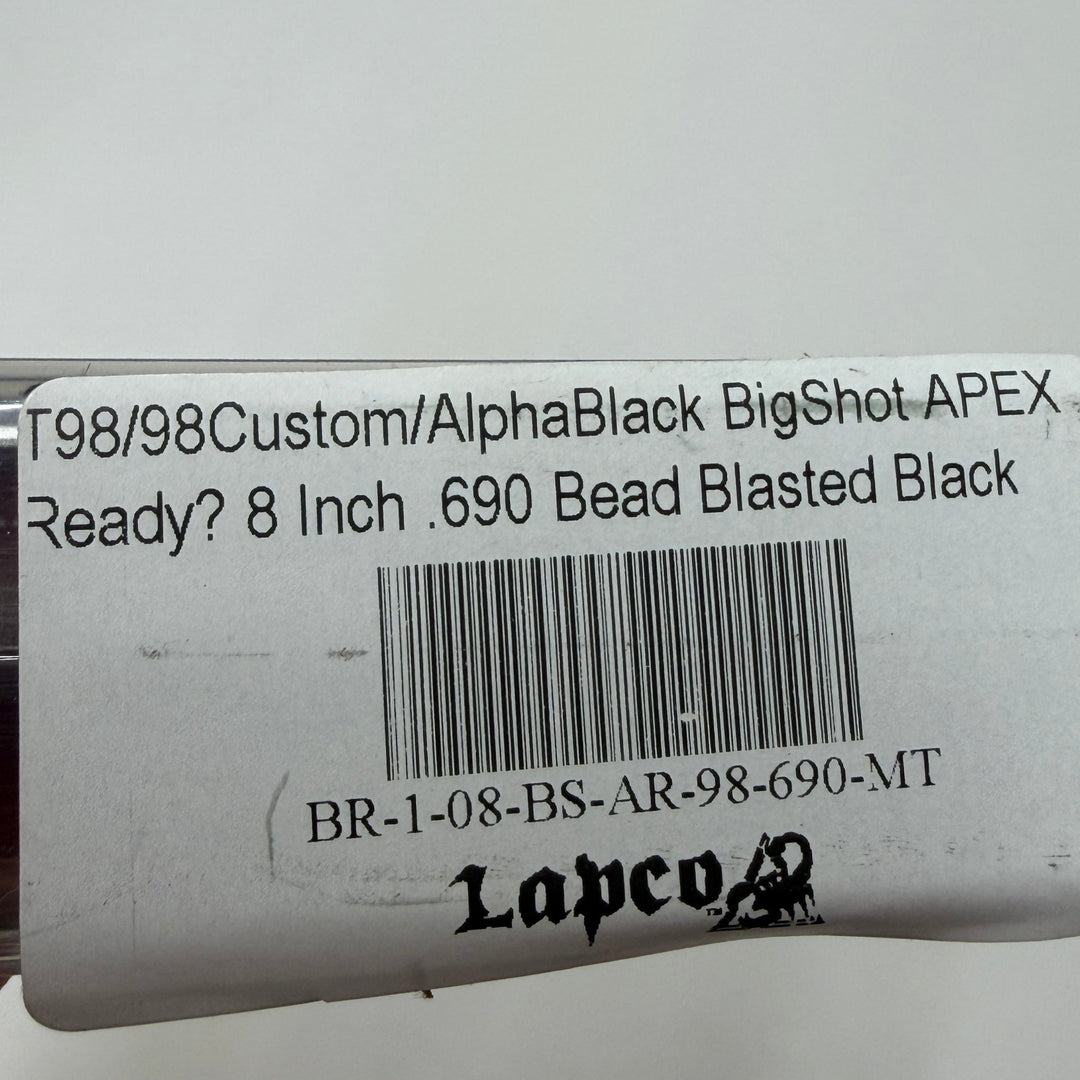 T98/98Custom/AlphaBlack BigShot APEX
Ready? 8 Inch .690 Bead Blasted Black
BR-1-08-BS-AR-98-690-MT
Lapco™